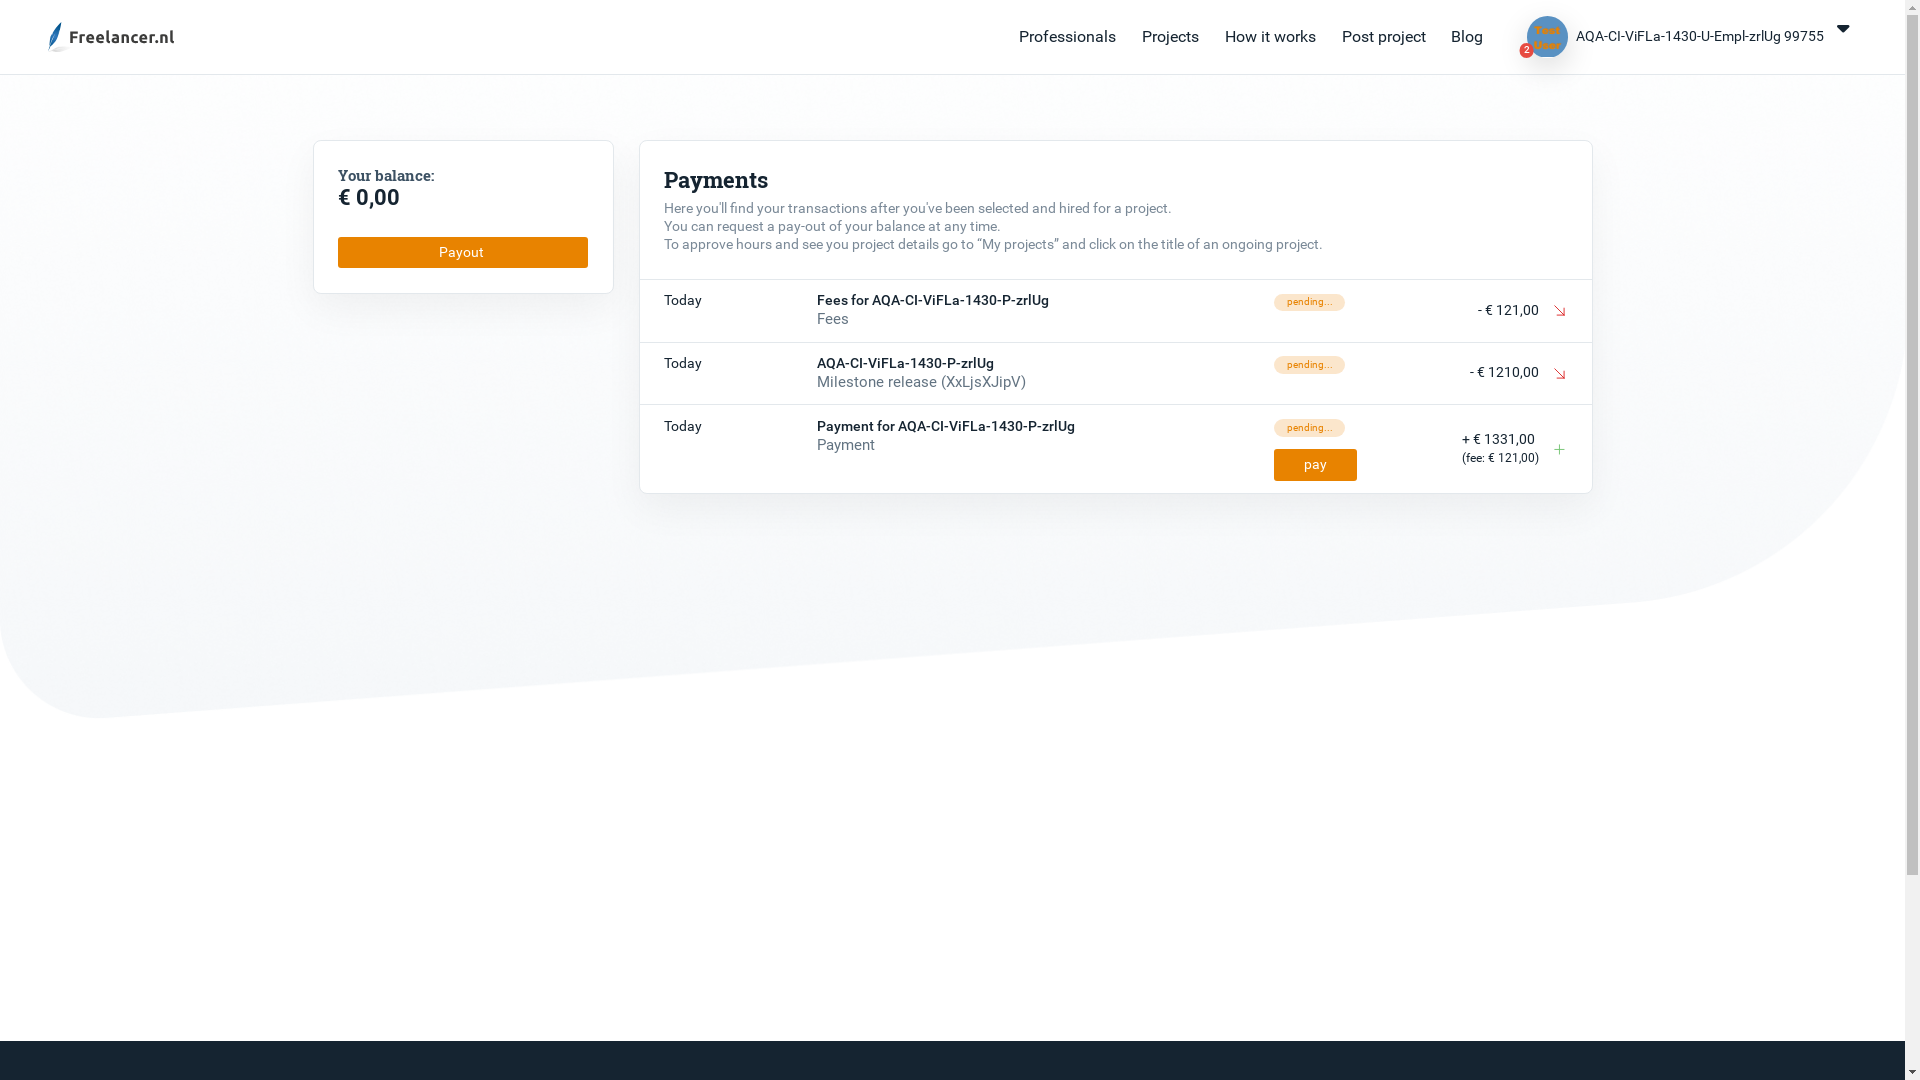 Freelancer.nl
Professionals
Projects
How it works
Post project
Blog
Test
User
2
AQA-CI-ViFLa-1430-U-Empl-zrlUg 99755
Your balance:
€ 0,00
Payout
Payments
Here you'll find your transactions after you've been selected and hired for a project.
You can request a pay-out of your balance at any time.
To approve hours and see you project details go to “My projects” and click on the title of an ongoing project.
Today
Fees for AQA-CI-ViFLa-1430-P-zrlUg
Fees
pending...
- € 121,00
Today
AQA-CI-ViFLa-1430-P-zrlUg
Milestone release (XxLjsXJipV)
pending...
- € 1210,00
Today
Payment for AQA-CI-ViFLa-1430-P-zrlUg
Payment
pending...
pay
+ € 1331,00
(fee: € 121,00)